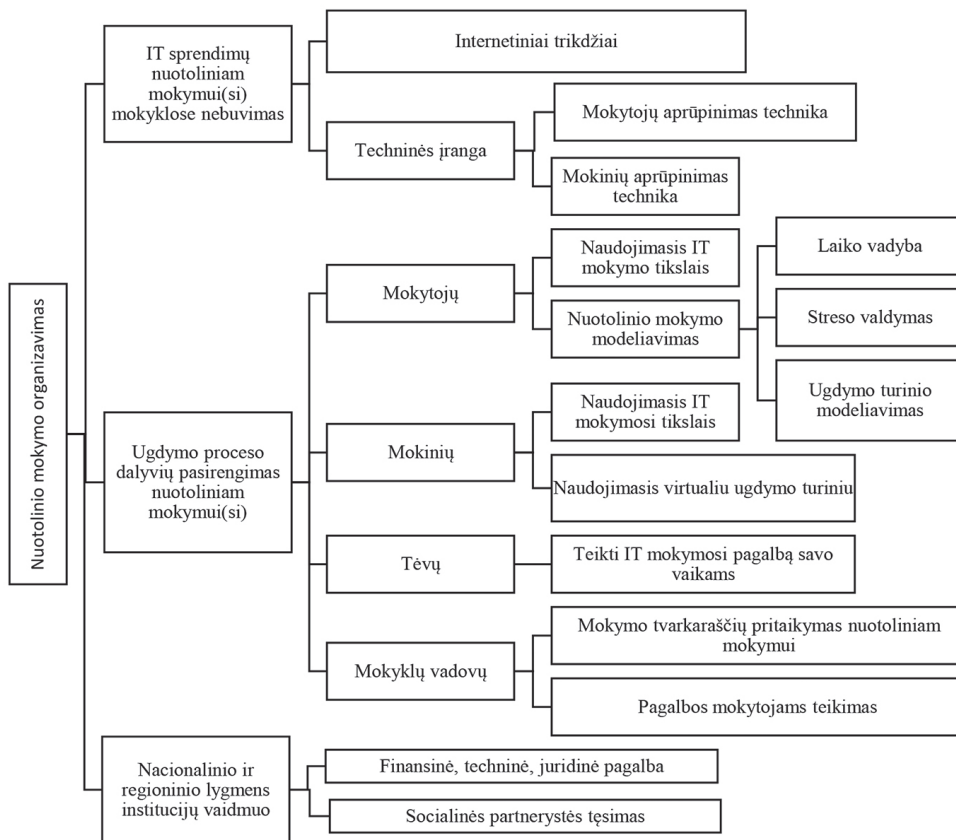 Nuotolinio mokymo organizavimas
IT sprendimų
nuotoliniam
mokymui(si)
mokyklose nebuvimas
Internetiniai trikdžiai
Techninės įranga
Mokytojų aprūpinimas technika
Mokinių aprūpinimas
technika
Ugdymo proceso
dalyvių pasirengimas
nuotoliniam
mokymui(si)
Mokytojų
Naudojimasis IT
mokymo tikslais
Nuotolinio mokymo
modeliavimas
Laiko vadyba
Streso valdymas
Ugdymo turinio
modeliavimas
Mokinių
Naudojimasis IT
mokymosi tikslais
Naudojimasis virtualiu ugdymo turiniu
Tėvų
Teikti IT mokymosi pagalbą savo
vaikams
Mokyklų vadovų
Mokymo tvarkaraščių pritaikymas nuotoliniam
mokymui
Pagalbos mokytojams teikimas
Nacionalinio ir
regioninio lygmens
institucijų vaidmuo
Finansinė, techninė, juridinė pagalba
Socialinės partnerystės tęsimas